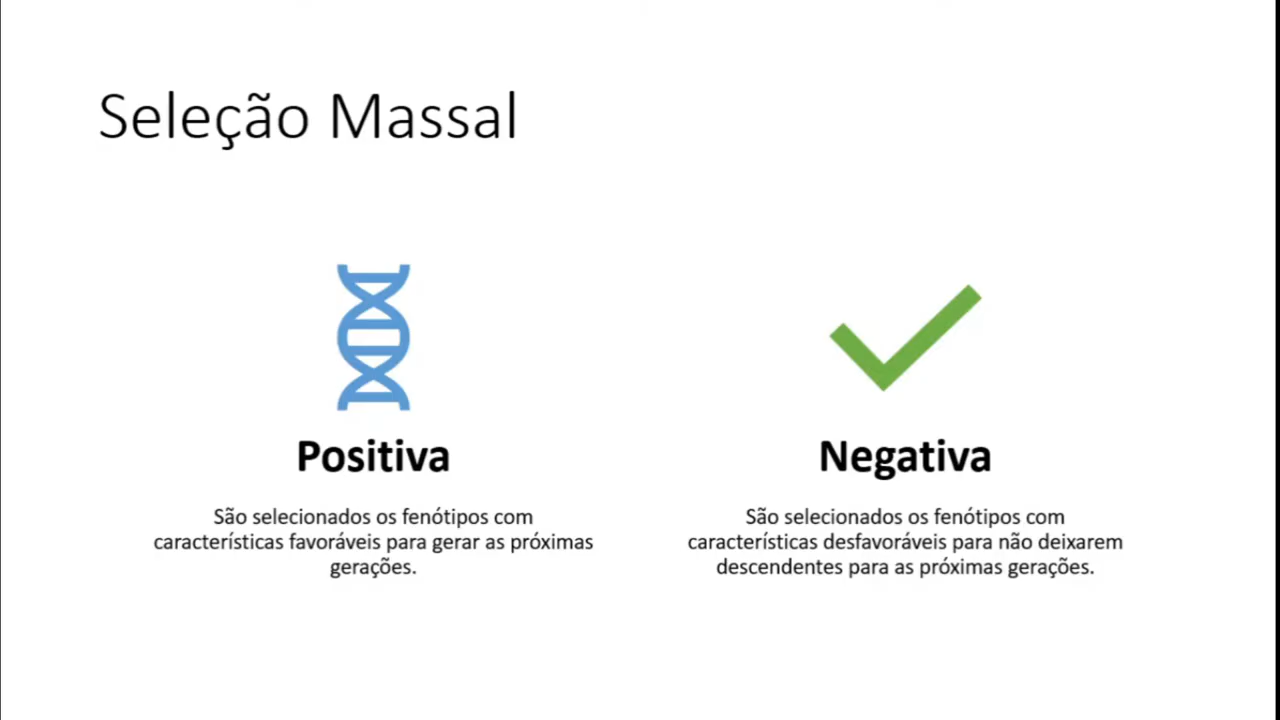 Seleção Massal
Positiva
São selecionados os fenótipos com
características favoráveis para gerar as próximas
gerações.
Negativa
São selecionados os fenótipos com
características desfavoráveis para não deixarem
descendentes para as próximas gerações.